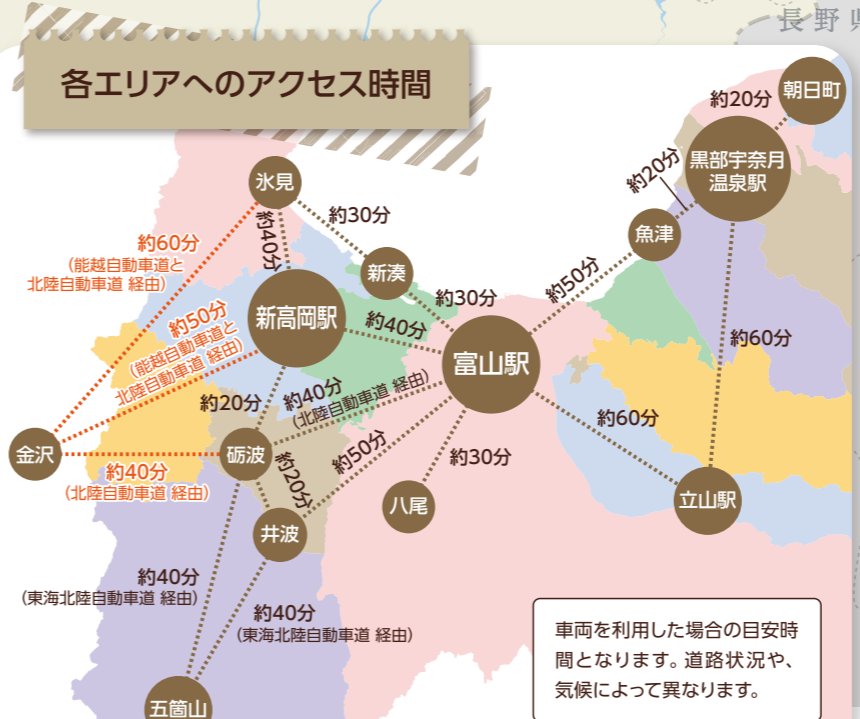 長野県
各エリアへのアクセス時間
朝日町
約20分
黒部宇奈月
温泉駅
約20分
氷見
約30分
魚津
約60分
(能越自動車道と
北陸自動車道 経由)
約40分
新湊
約50分
約30分
新高岡駅
約40分
約50分
(能越自動車道と
北陸自動車道 経由)
富山駅
約60分
約20分
約40分
(北陸自動車道 経由)
約60分
金沢
砺波
約40分
(北陸自動車道 経由)
約20分
約50分
約30分
八尾
立山駅
井波
約40分
(東海北陸自動車道 経由)
約40分
(東海北陸自動車道 経由)
五箇山
車両を利用した場合の目安時
間となります。道路状況や、
気候によって異なります。